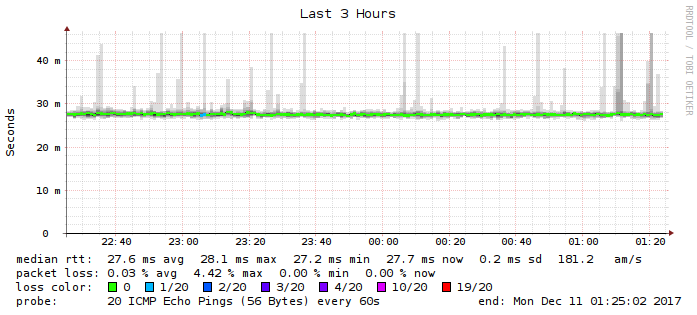 Last 3 Hours
RRDTOOL / TOBI OETIKER
Seconds
40 m
30 m
20 m
10 m
0
22:40 23:00 23:20 23:40 00:00 00:20 00:40 01:00 01:20
median rtt: 27.6 ms avg 28.1 ms max 27.2 ms min 27.7 ms now 0.2 ms sd 181.2 am/s
packet loss: 0.03 % avg 4.42 % max 0.00 % min 0.00 % now
loss color: 0 1/20 2/20 3/20 4/20 10/20 19/20
probe: 20 ICMP Echo Pings (56 Bytes) every 60s end: Mon Dec 11 01:25:02 2017